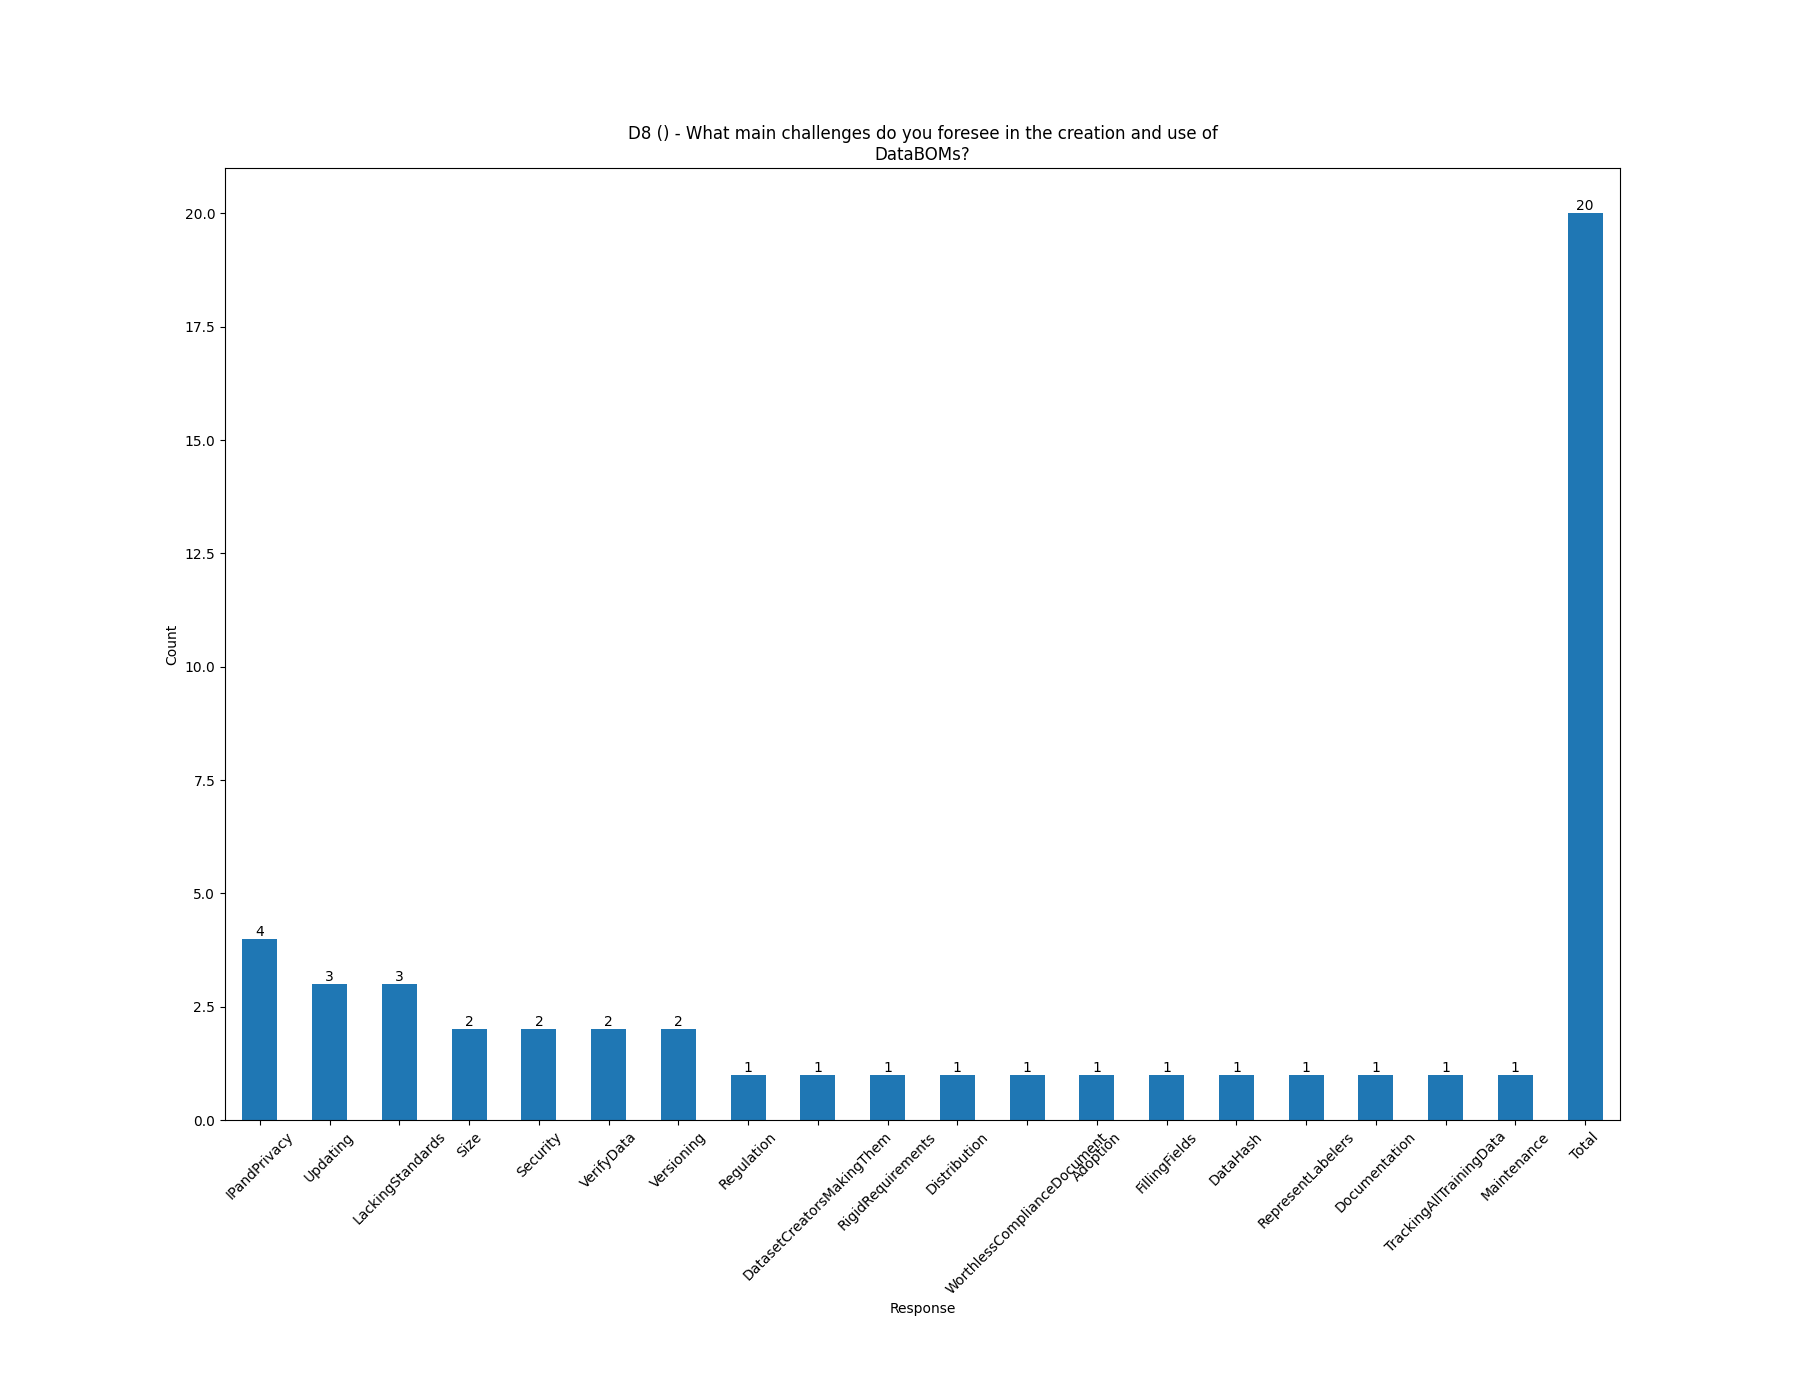 D8 () - What main challenges do you foresee in the creation and use of
DataBOMs?
Count
20.0
17.5
15.0
12.5
10.0
7.5
5.0
2.5
0.0
4
3
3
2
2
2
2
1
1
1
1
1
1
1
1
1
1
1
1
20
IPandPrivacy
Updating
LackingStandards
Size
Security
VerifyData
Versioning
Regulation
DatasetCreatorsMakingThem
RigidRequirements
Distribution
WorthlessComplianceDocument
Adoption
FillingFields
DataHash
RepresentLabelers
Documentation
TrackingAllTrainingData
Maintenance
Total
Response